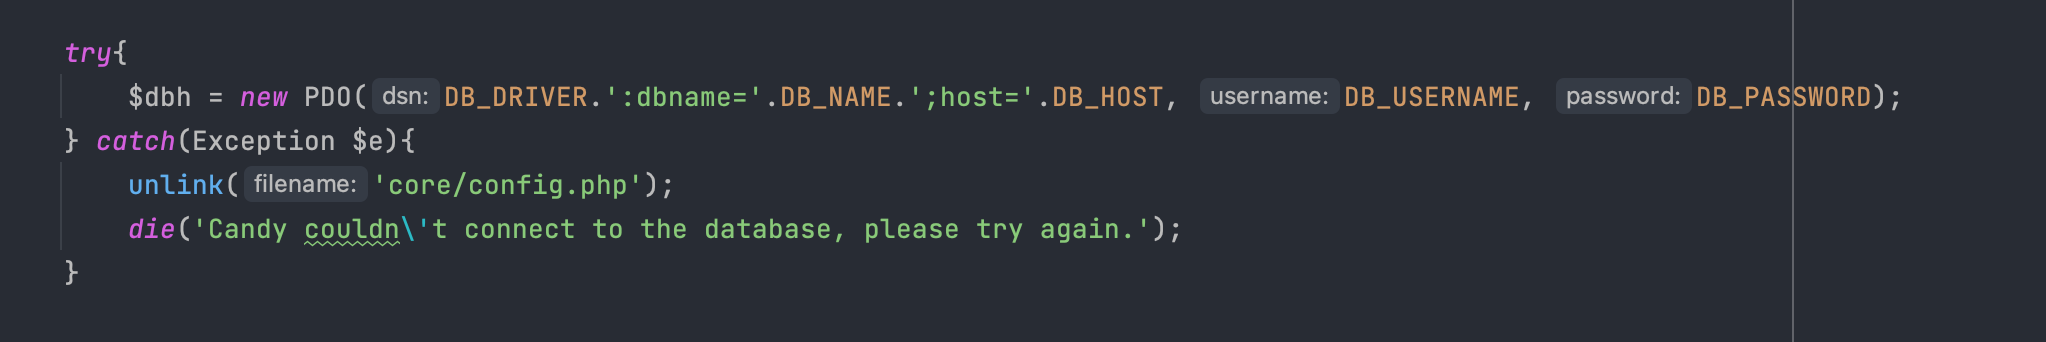 try{
$dbh = new PDO( dsn: DB_DRIVER.':dbname='.DB_NAME.';host='.DB_HOST, username: DB_USERNAME, password: DB_PASSWORD);
} catch(Exception $e){
unlink( filename: 'core/config.php');
die('Candy couldn\'t connect to the database, please try again.');
}